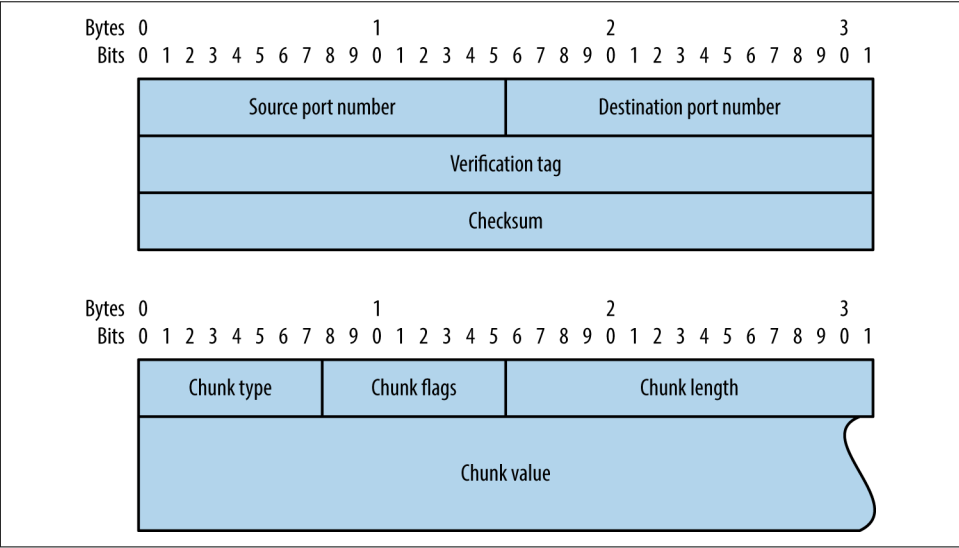 Bytes 0 1 2 3
Bits 0 1 2 3 4 5 6 7 8 9 0 1 2 3 4 5 6 7 8 9 0 1 2 3 4 5 6 7 8 9 0 1
Source port number Destination port number
Verification tag
Checksum
Bytes 0 1 2 3
Bits 0 1 2 3 4 5 6 7 8 9 0 1 2 3 4 5 6 7 8 9 0 1 2 3 4 5 6 7 8 9 0 1
Chunk type Chunk flags Chunk length
Chunk value